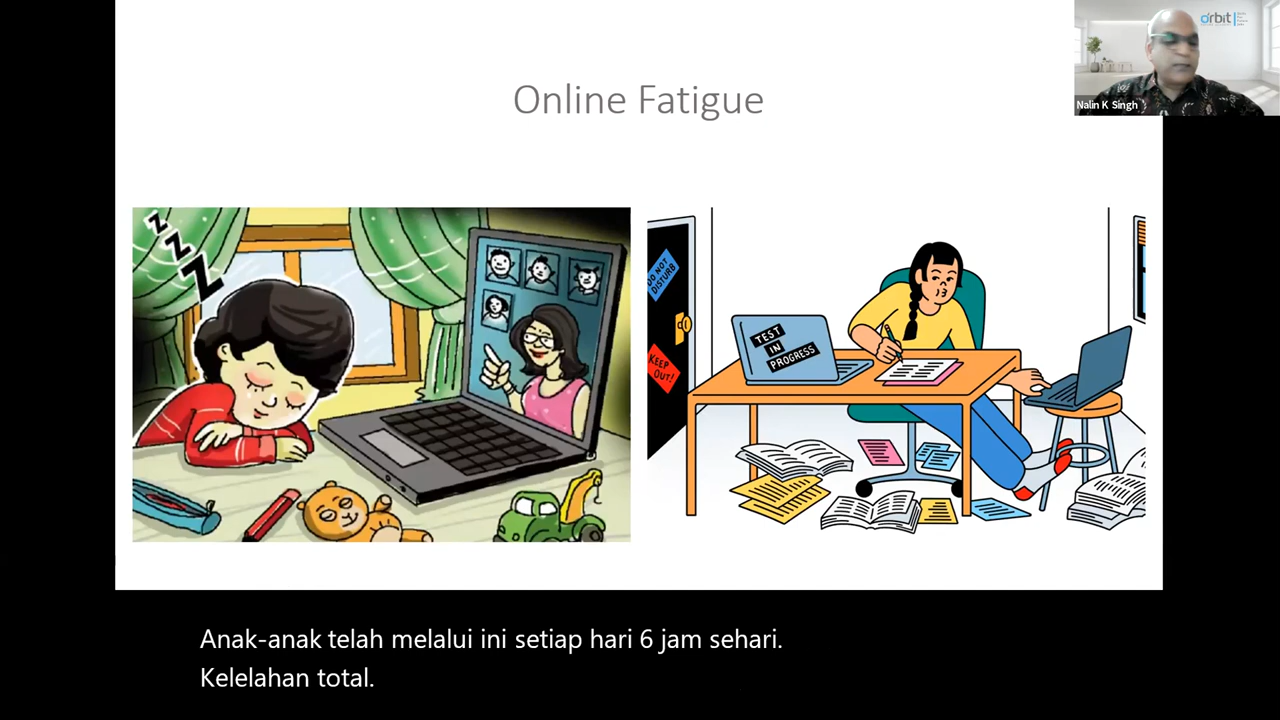 orbit
Nalin K Singh
Online Fatigue
Z
Z
Z
DO NOT
DISTURB
KEEP
OUT!
TEST
IN
PROGRESS
Anak-anak telah melalui ini setiap hari 6 jam sehari.
Kelelahan total.